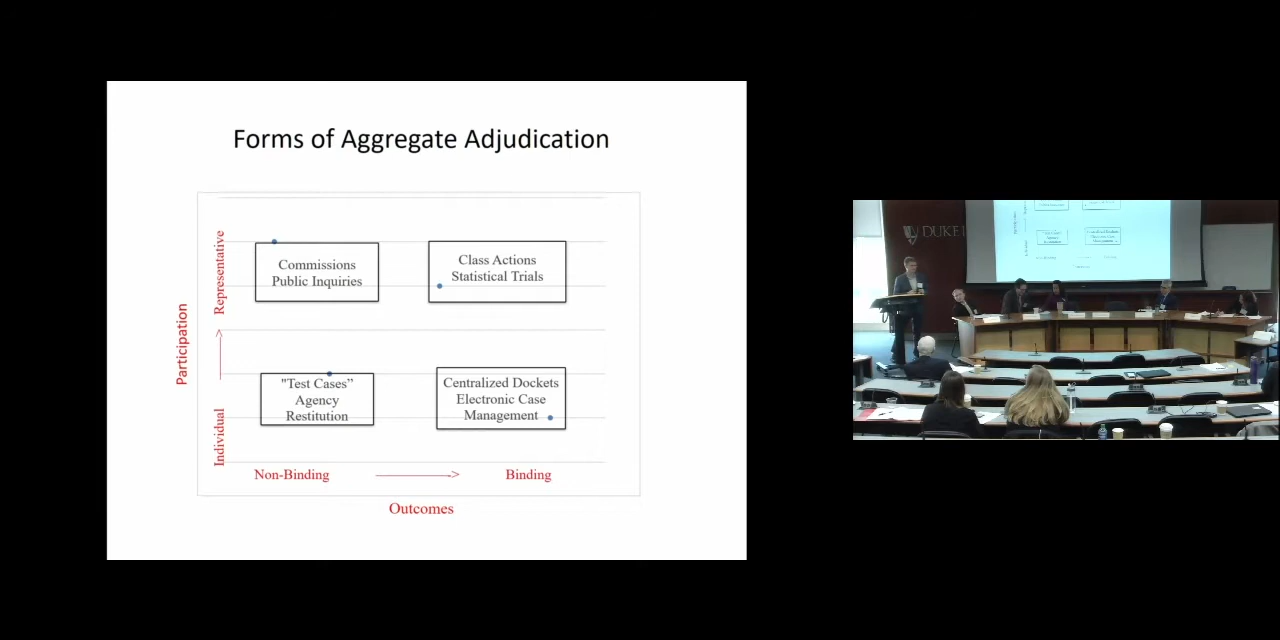 Forms of Aggregate Adjudication
Participation
Representative
Individual
Commissions
Public Inquiries
Class Actions
Statistical Trials
"Test Cases”
Agency
Restitution
Centralized Dockets
Electronic Case
Management
Non-Binding
Binding
Outcomes
DUKE